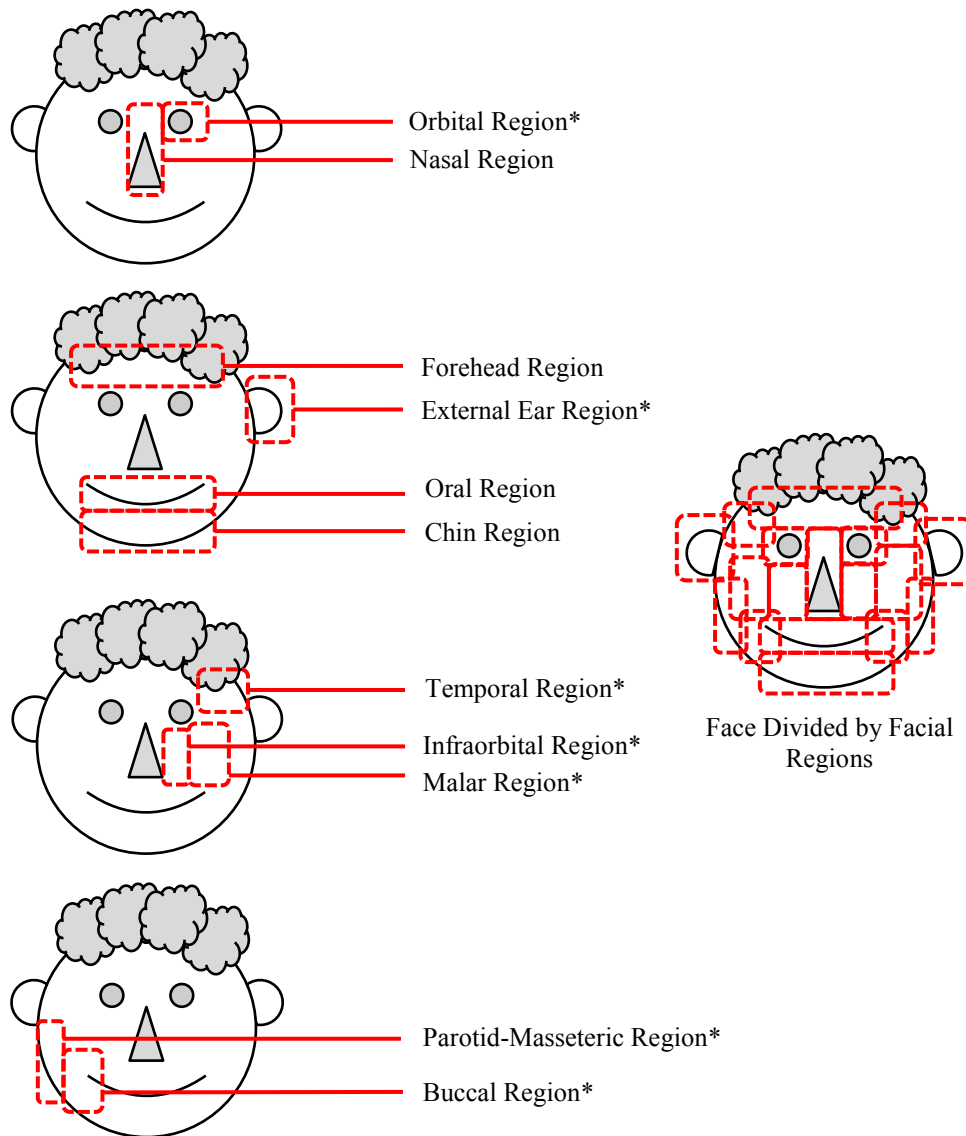 Orbital Region*
Nasal Region
Forehead Region
External Ear Region*
Oral Region
Chin Region
Temporal Region*
Infraorbital Region*
Malar Region*
Face Divided by Facial
Regions
Parotid-Masseteric Region*
Buccal Region*